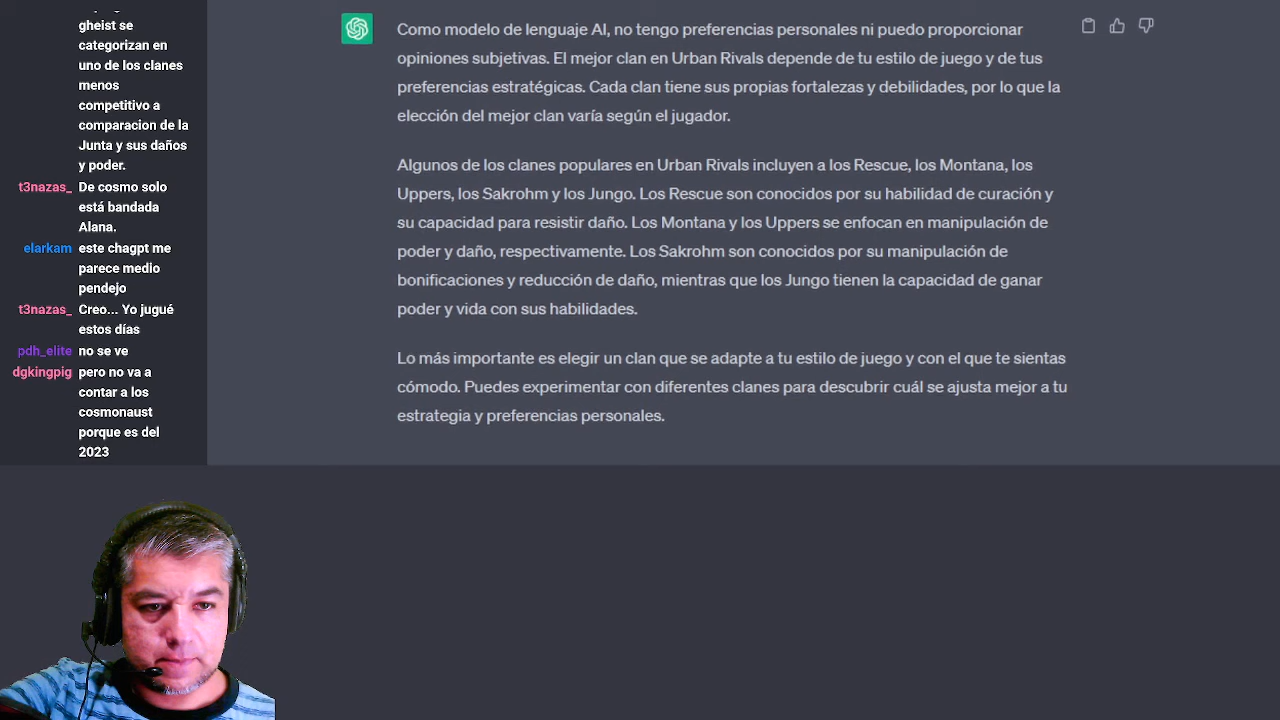 gheist se
categorizan en
uno de los clanes
menos
competitivo a
comparacion de la
Junta y sus daños
y poder.
t3nazas_ De cosmo solo
está bandada
Alana.
elarkam este chagpt me
parece medio
pendejo
t3nazas_ Creo... Yo jugué
estos días
pdh_elite no se ve
dgkingpig pero no va a
contar a los
cosmonaust
porque es del
2023
Como modelo de lenguaje AI, no tengo preferencias personales ni puedo proporcionar
opiniones subjetivas. El mejor clan en Urban Rivals depende de tu estilo de juego y de tus
preferencias estratégicas. Cada clan tiene sus propias fortalezas y debilidades, por lo que la
elección del mejor clan varía según el jugador.
Algunos de los clanes populares en Urban Rivals incluyen a los Rescue, los Montana, los
Uppers, los Sakrohm y los Jungo. Los Rescue son conocidos por su habilidad de curación y
su capacidad para resistir daño. Los Montana y los Uppers se enfocan en manipulación de
poder y daño, respectivamente. Los Sakrohm son conocidos por su manipulación de
bonificaciones y reducción de daño, mientras que los Jungo tienen la capacidad de ganar
poder y vida con sus habilidades.
Lo más importante es elegir un clan que se adapte a tu estilo de juego y con el que te sientas
cómodo. Puedes experimentar con diferentes clanes para descubrir cuál se ajusta mejor a tu
estrategia y preferencias personales.